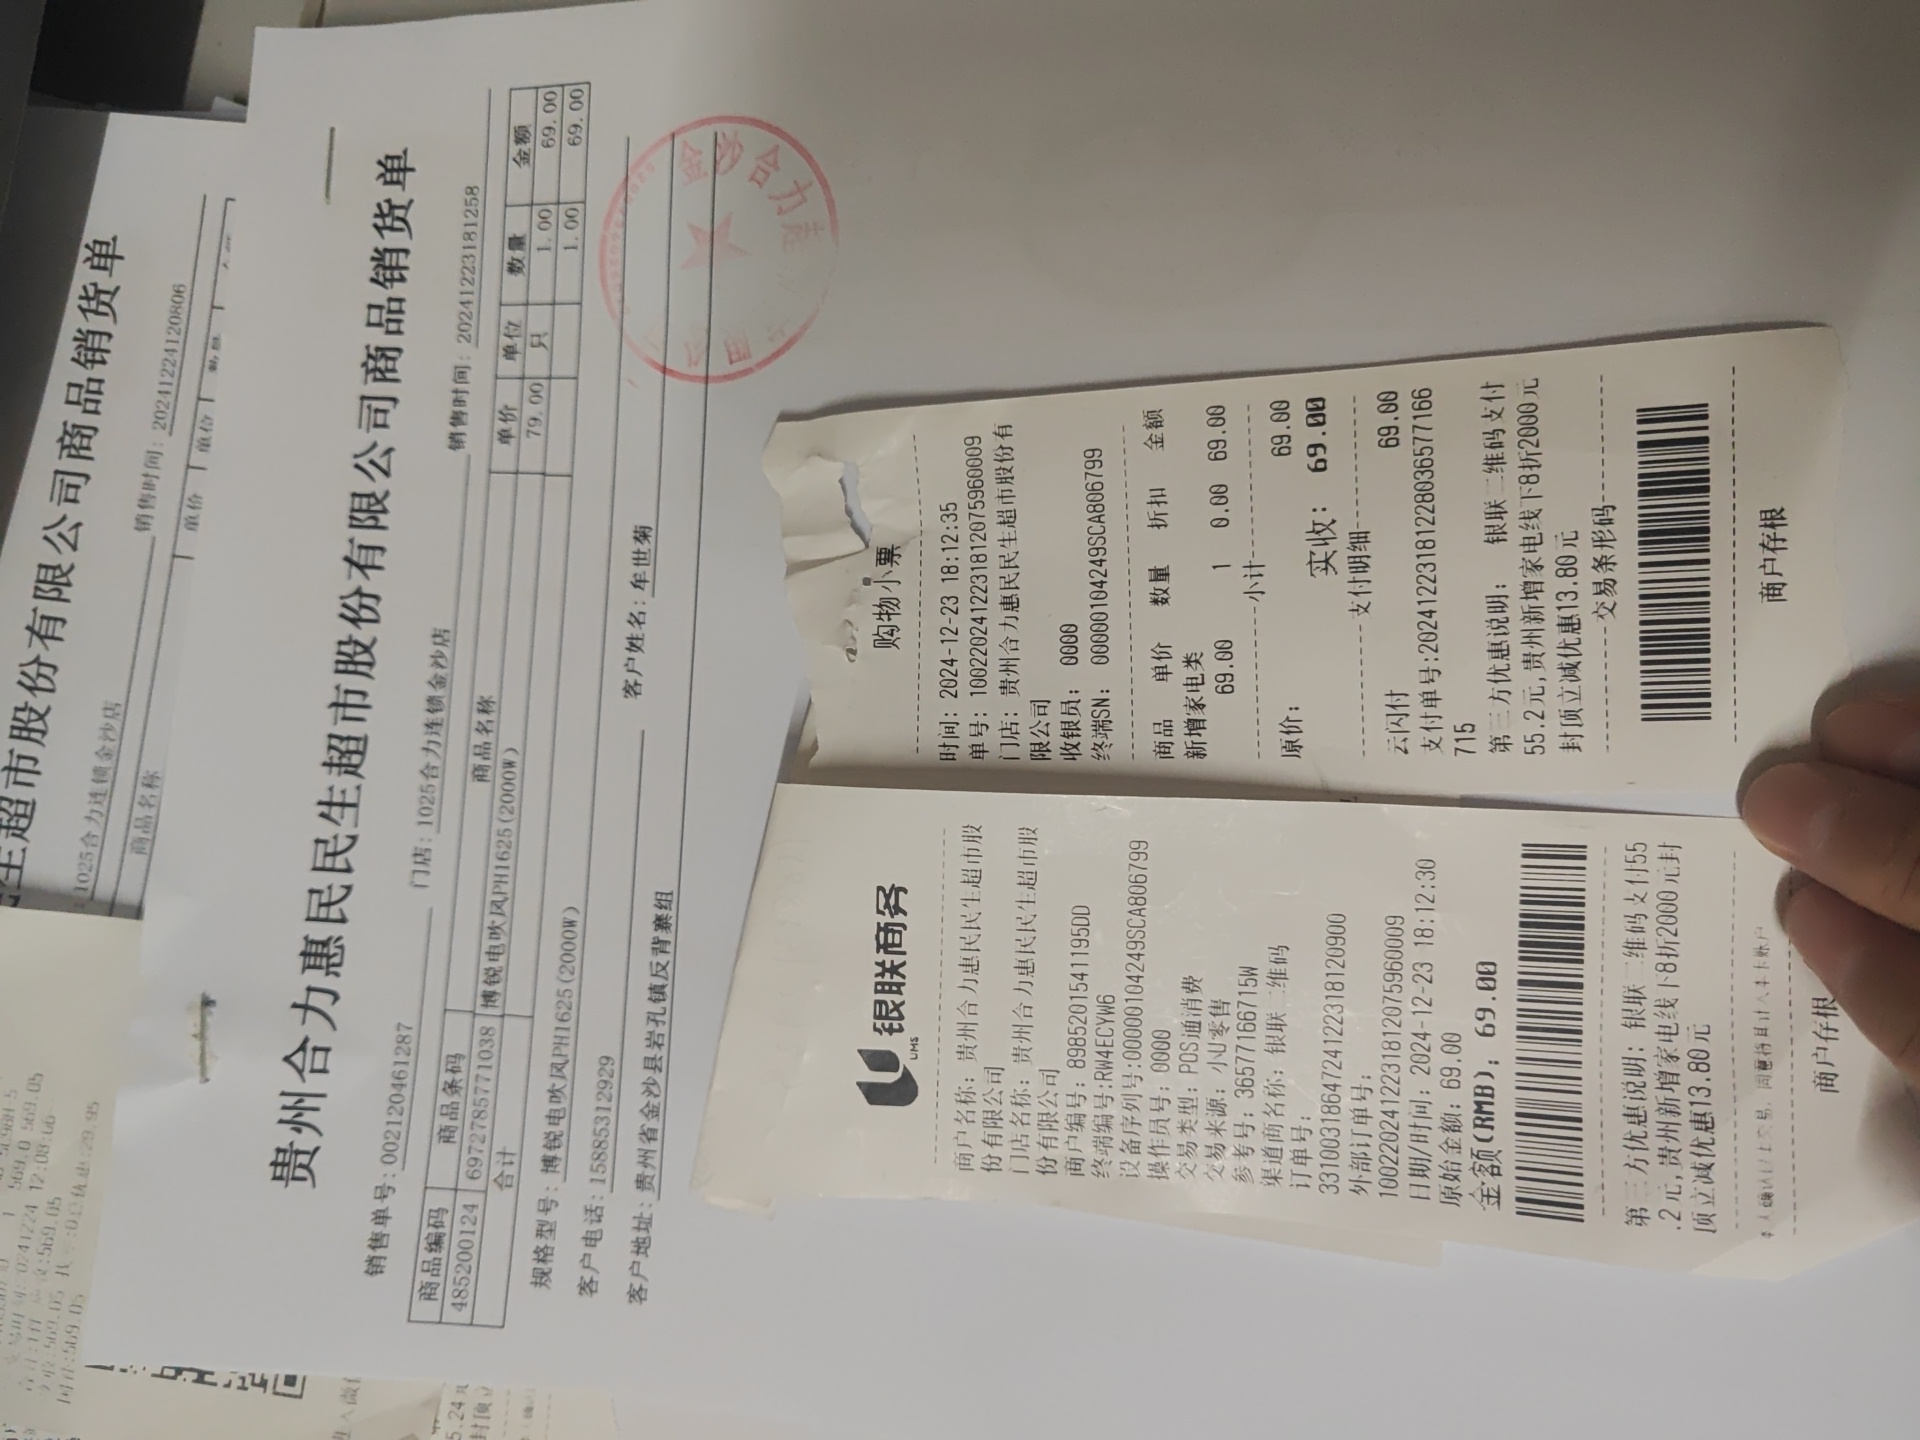 生超市股份有限公司商品销货单
1025合力连锁金沙店
销售时间: 20241224120806
商品名称
单价
单位
贵州合力惠民民生超市股份有限公司商品销货单
销售单号: 002120461287
门店: 1025合力连锁金沙店
销售时间: 20241223181258
商品编码 商品条码 商品名称 单价 单位 数量 金额
485200124 6972785771038 博锐电吹风PH1625(2000W) 79.00 只 1.00 69.00
合计 1.00 69.00
规格型号: 博锐电吹风PH1625(2000W)
客户电话: 15885312929
客户姓名: 牟世菊
客户地址: 贵州省金沙县岩孔镇反背寨组
银联商务
UMS
商户名称: 贵州合力惠民民生超市股
份有限公司
门店名称: 贵州合力惠民民生超市股
份有限公司
商户编号: 89852015411195DD
终端编号:RW4ECYW6
设备序列号:00000104249SCA806799
操作员号: 0000
交易类型: POS通消费
交易来源: 小U零售
参考号: 36577166715W
渠道商名称: 银联二维码
订单号:
33100318647241223181120900
外部订单号:
10022024122318120759600­09
日期/时间: 2024-12-23 18:12:30
原始金额: 69.00
金额(RMB): 69.00
第三方优惠说明: 银联二维码支付55
.2元,贵州新增家电线下8折2000元封
顶立减优惠13.80元
商户存根
购物小票
时间: 2024-12-23 18:12:35
单号: 10022024122318120759600­09
门店: 贵州合力惠民民生超市股份有
限公司
收银员: 0000
终端SN: 00000104249SCA806799
商品 单价 数量 折扣 金额
新增家电类
69.00 1 0.00 69.00
小计
原价: 69.00
实收: 69.00
支付明细
云闪付 69.00
支付单号:20241223181228036577166
715
第三方优惠说明: 银联二维码支付
55.2元,贵州新增家电线下8折2000元
封顶立减优惠13.80元
交易条形码
商户存根